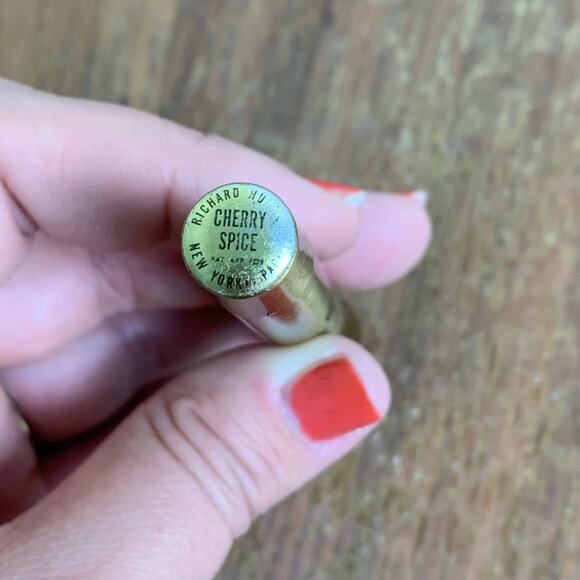 RICHARD
CHERRY
SPICE
PAT. APP. FOR
NEW YORK